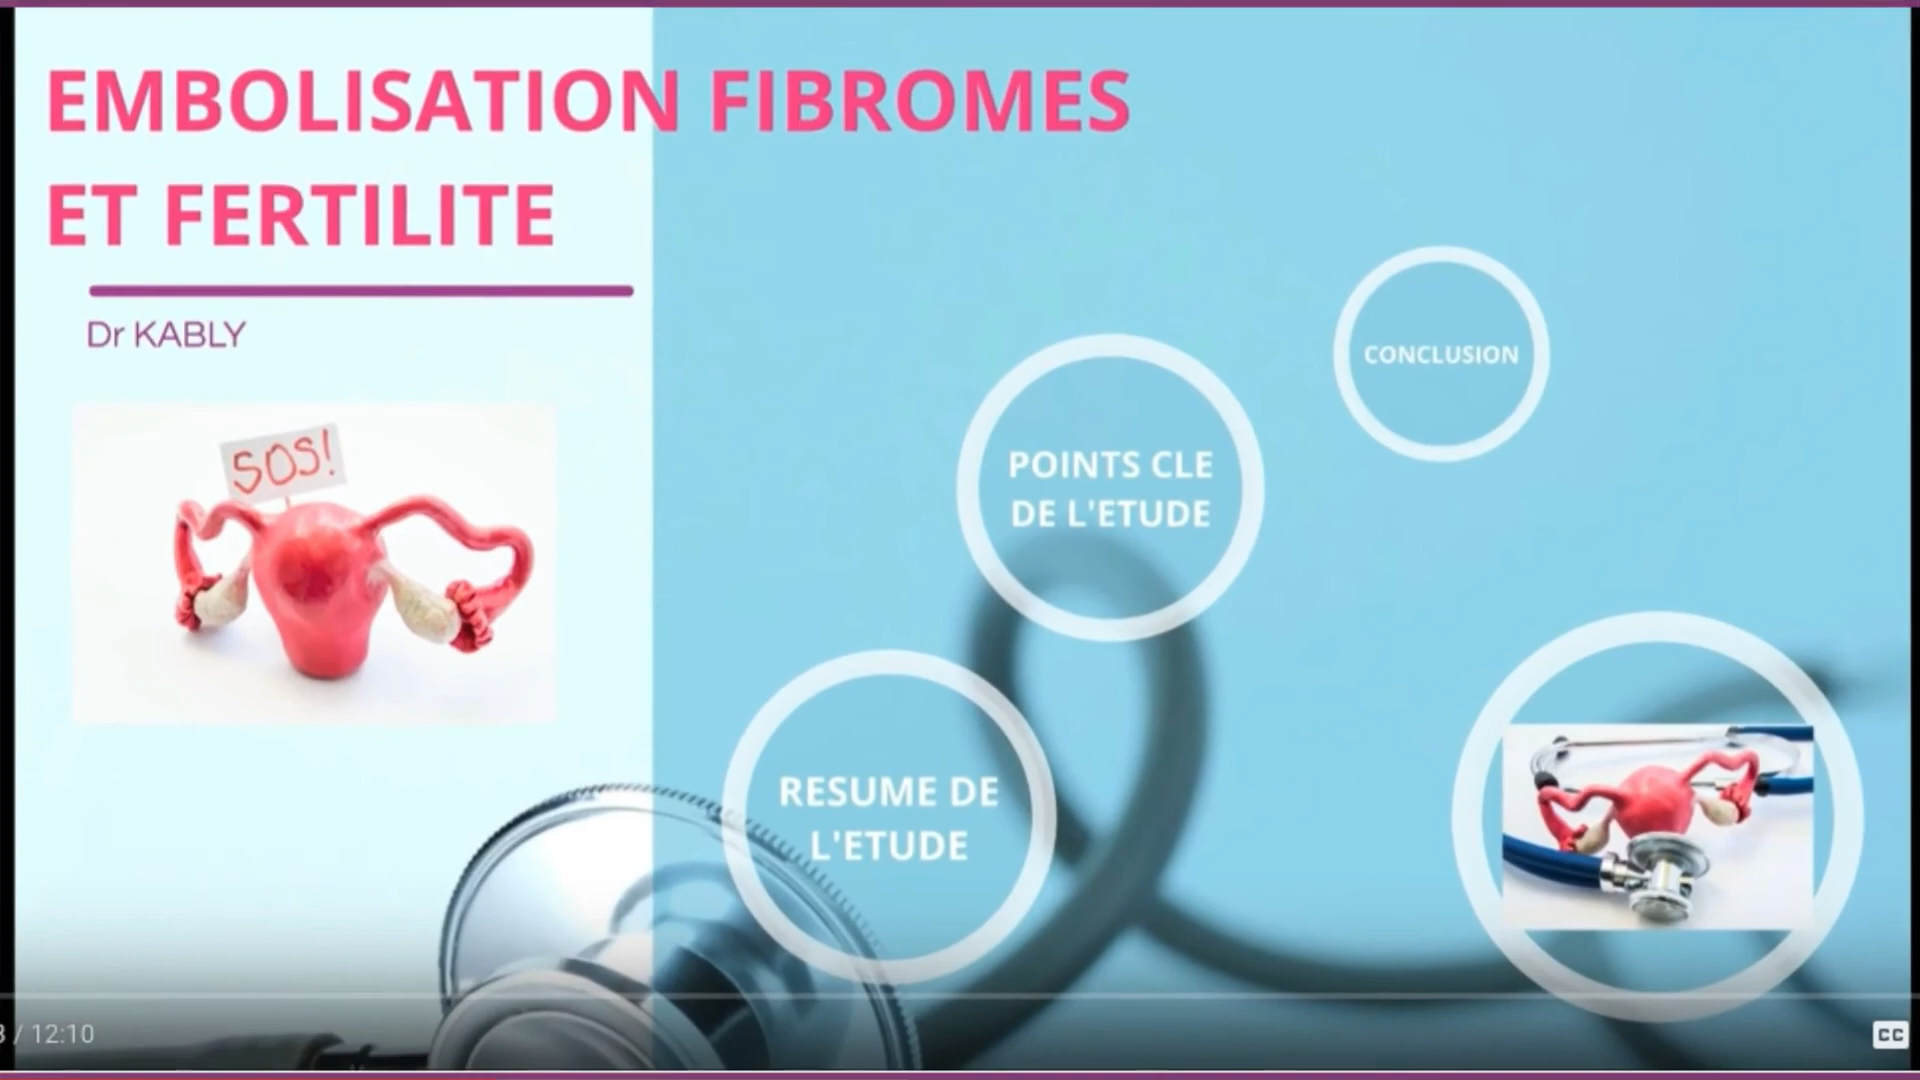 EMBOLISATION FIBROMES
ET FERTILITE
Dr KABLY
SOS!
CONCLUSION
POINTS CLE
DE L'ETUDE
RESUME DE
L'ETUDE
/ 12:10
CC